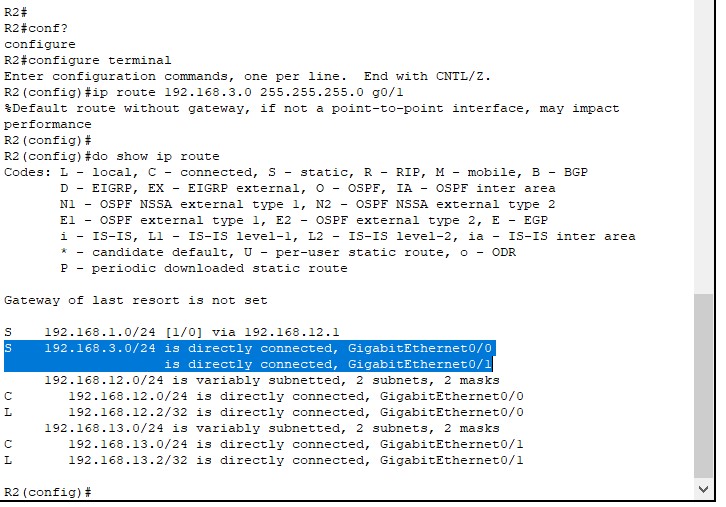 R2#
R2#conf?
configure
R2#configure terminal
Enter configuration commands, one per line.  End with CNTL/Z.
R2(config)#ip route 192.168.3.0 255.255.255.0 g0/1
%Default route without gateway, if not a point-to-point interface, may impact
performance
R2(config)#
R2(config)#do show ip route
Codes: L - local, C - connected, S - static, R - RIP, M - mobile, B - BGP
       D - EIGRP, EX - EIGRP external, O - OSPF, IA - OSPF inter area
       N1 - OSPF NSSA external type 1, N2 - OSPF NSSA external type 2
       E1 - OSPF external type 1, E2 - OSPF external type 2, E - EGP
       i - IS-IS, L1 - IS-IS level-1, L2 - IS-IS level-2, ia - IS-IS inter area
       * - candidate default, U - per-user static route, o - ODR
       P - periodic downloaded static route
Gateway of last resort is not set
S    192.168.1.0/24 [1/0] via 192.168.12.1
S    192.168.3.0/24 is directly connected, GigabitEthernet0/0
                    is directly connected, GigabitEthernet0/1
     192.168.12.0/24 is variably subnetted, 2 subnets, 2 masks
C       192.168.12.0/24 is directly connected, GigabitEthernet0/0
L       192.168.12.2/32 is directly connected, GigabitEthernet0/0
     192.168.13.0/24 is variably subnetted, 2 subnets, 2 masks
C       192.168.13.0/24 is directly connected, GigabitEthernet0/1
L       192.168.13.2/32 is directly connected, GigabitEthernet0/1
R2(config)#